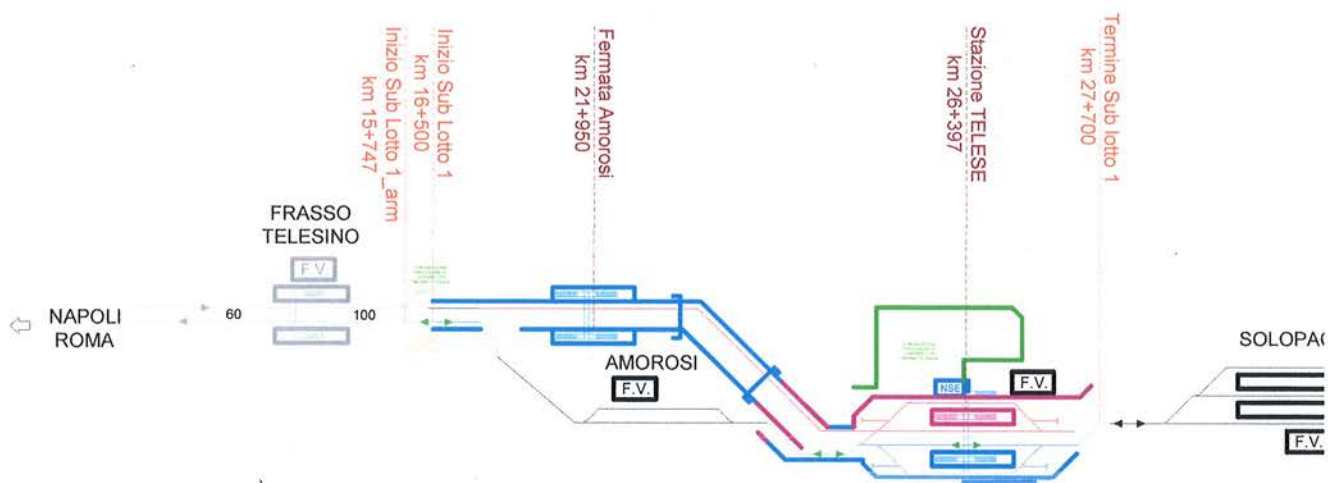 Inizio Sub Lotto 1_arm
km 15+747
Inizio Sub Lotto 1
km 16+500
Fermata Amorosi
km 21+950
Stazione TELESE
km 26+397
Termine Sub lotto 1
km 27+700
FRASSO
TELESINO
F.V
NAPOLI
ROMA
60
100
AMOROSI
F.V.
NSE
F.V.
SOLOPAC
F.V.